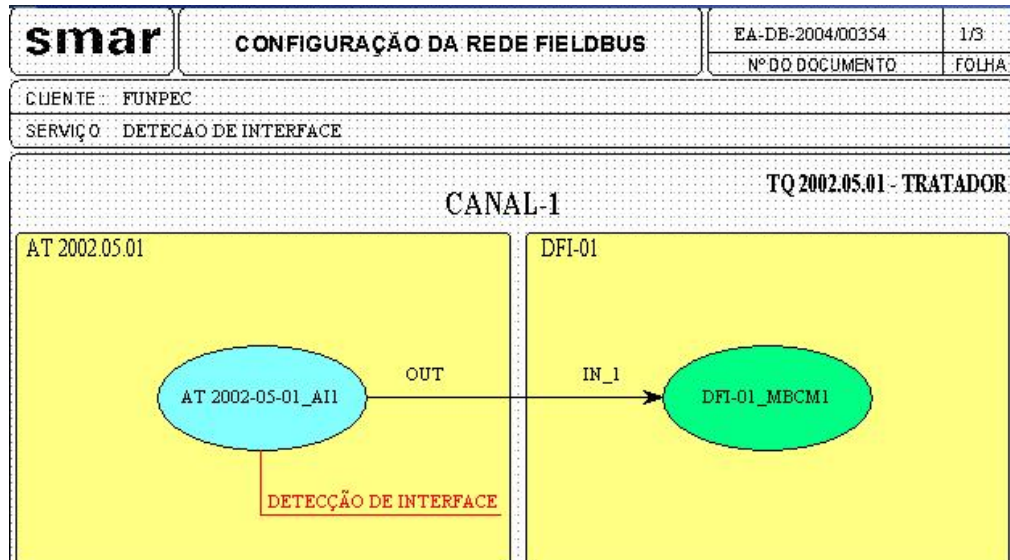 smar
CONFIGURAÇÃO DA REDE FIELDBUS
EA-DB-2004/00354
1/3
Nº DO DOCUMENTO
FOLHA
CLIENTE : FUNPEC
SERVIÇO DETECAO DE INTERFACE
TQ 2002.05.01 - TRATADOR
CANAL-1
AT 2002.05.01
DFI-01
OUT
IN_1
AT 2002-05-01_AI1
DFI-01_MBCM1
DETECÇÃO DE INTERFACE